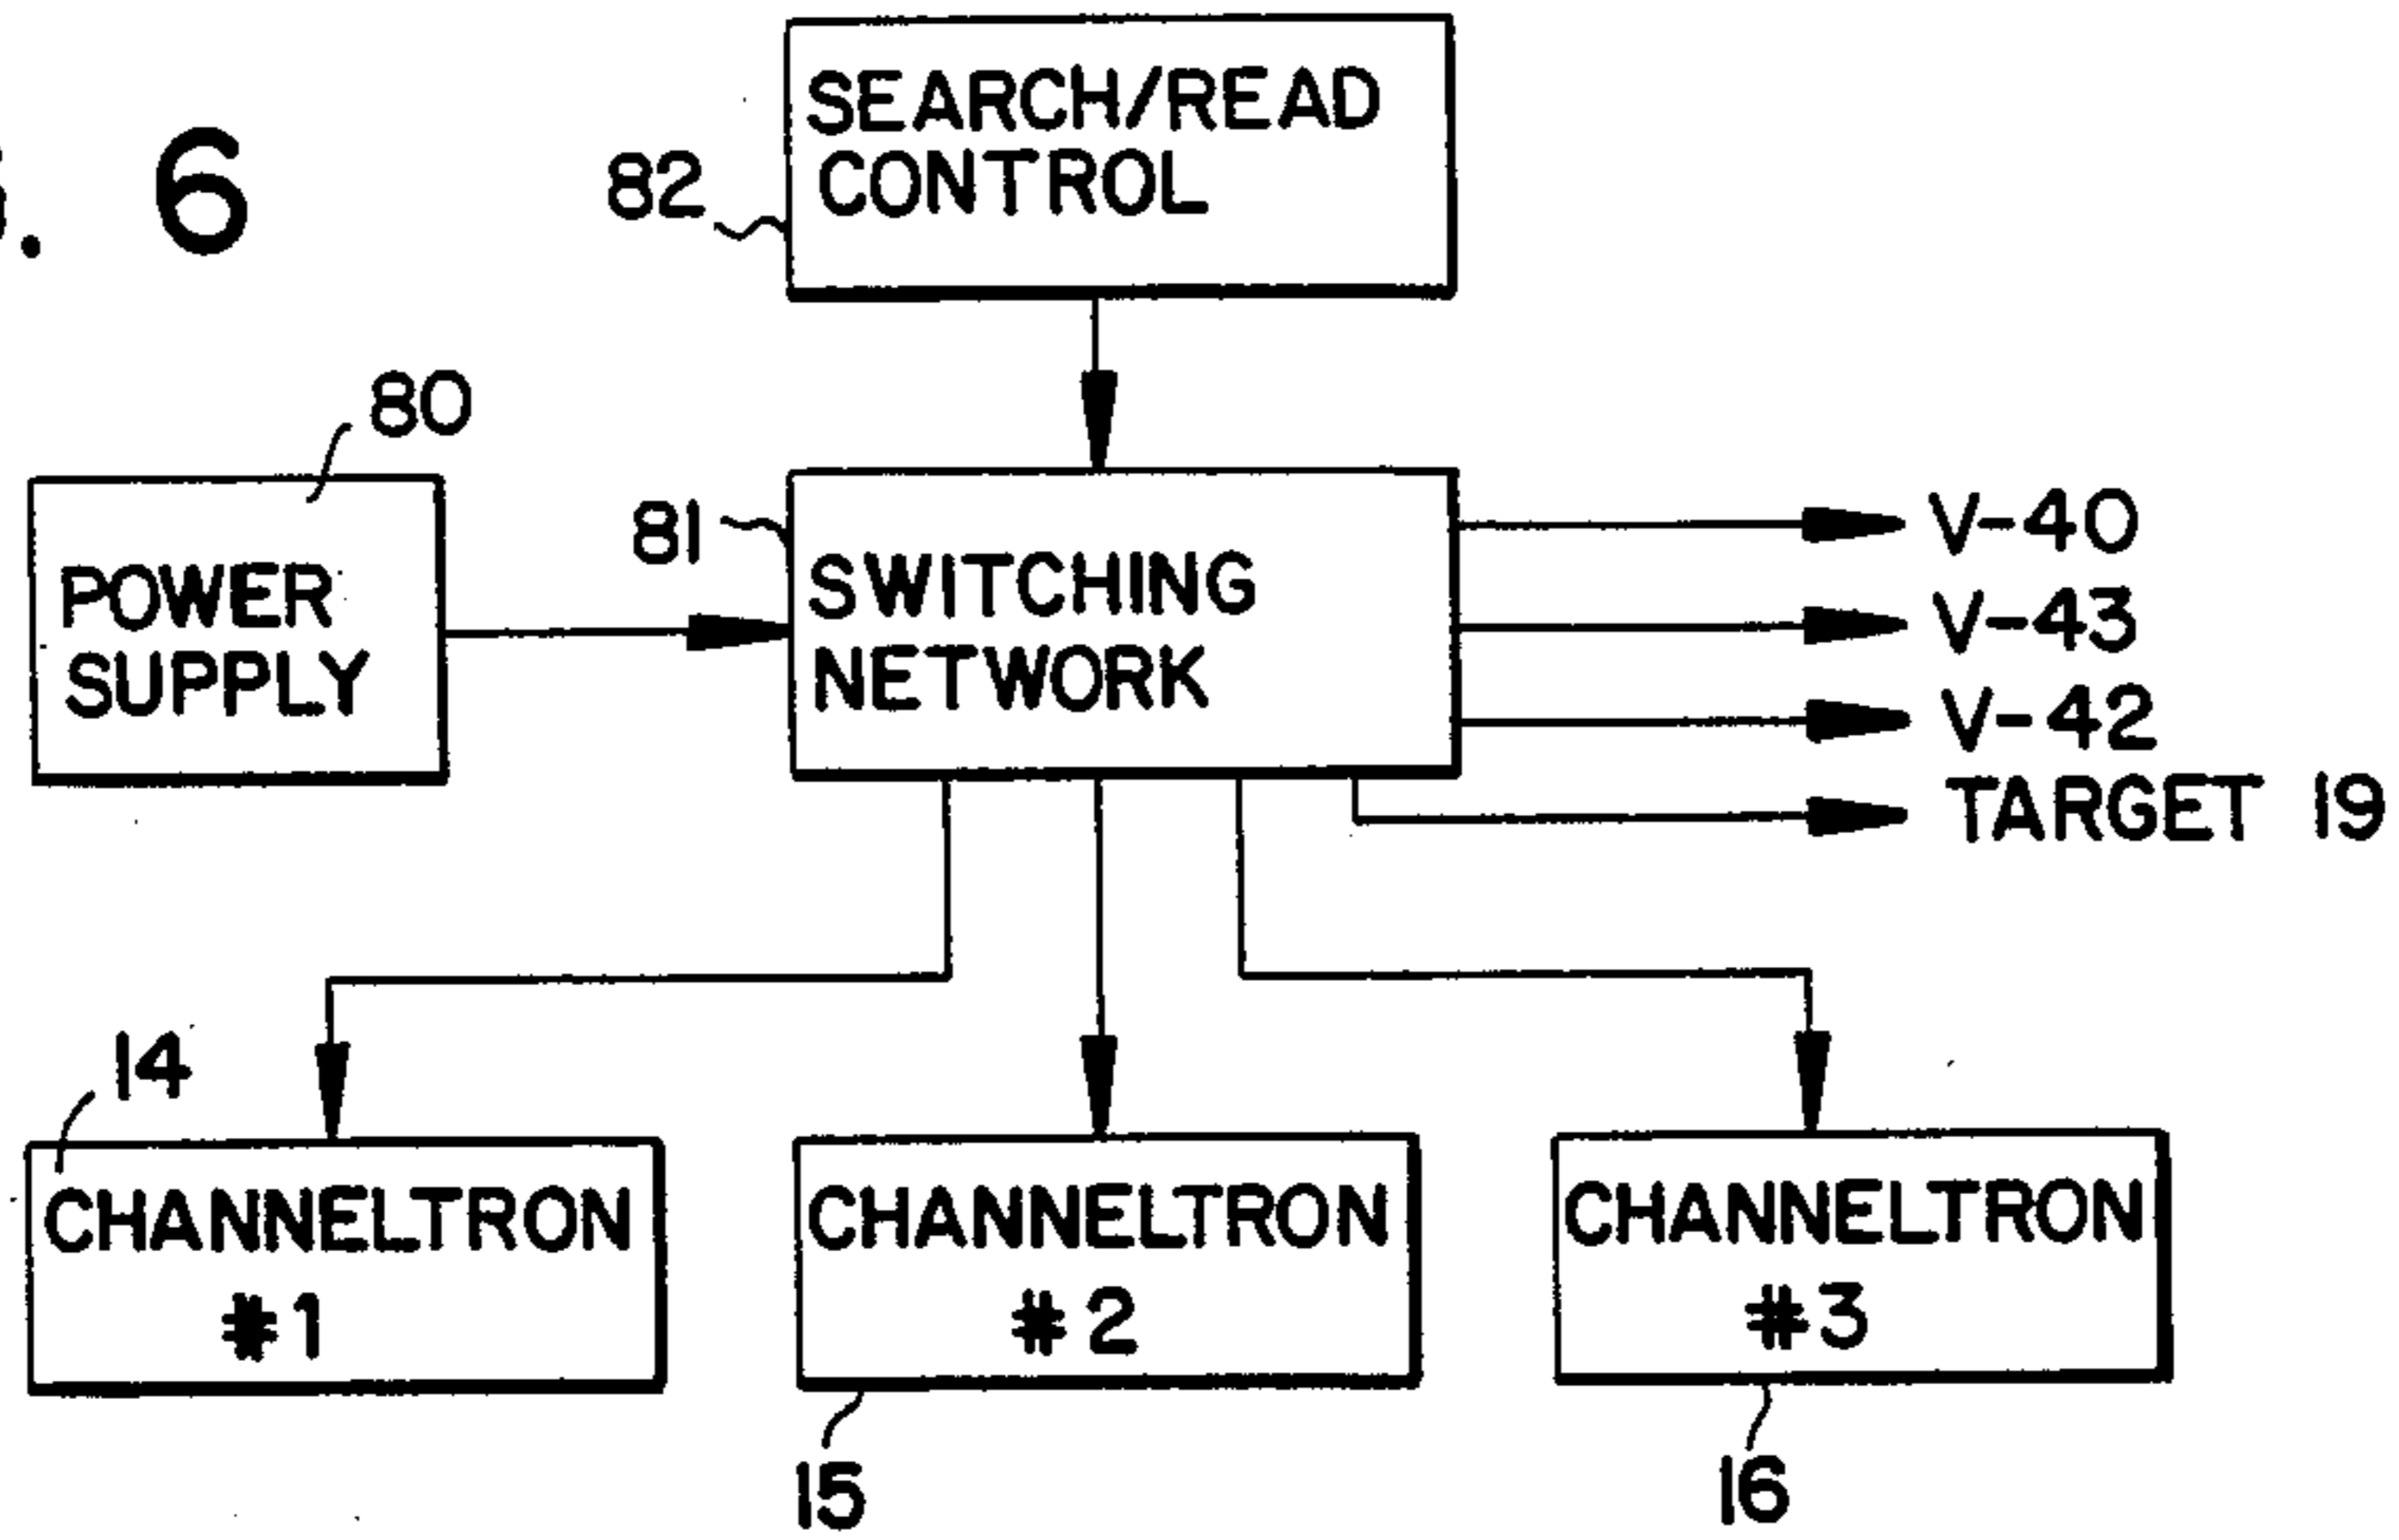 . 6
SEARCH/READ
CONTROL
82
80
POWER
SUPPLY
81
SWITCHING
NETWORK
V-40
V-43
V-42
TARGET 19
14
CHANNELTRON
#1
CHANNELTRON
#2
15
CHANNELTRON
#3
16